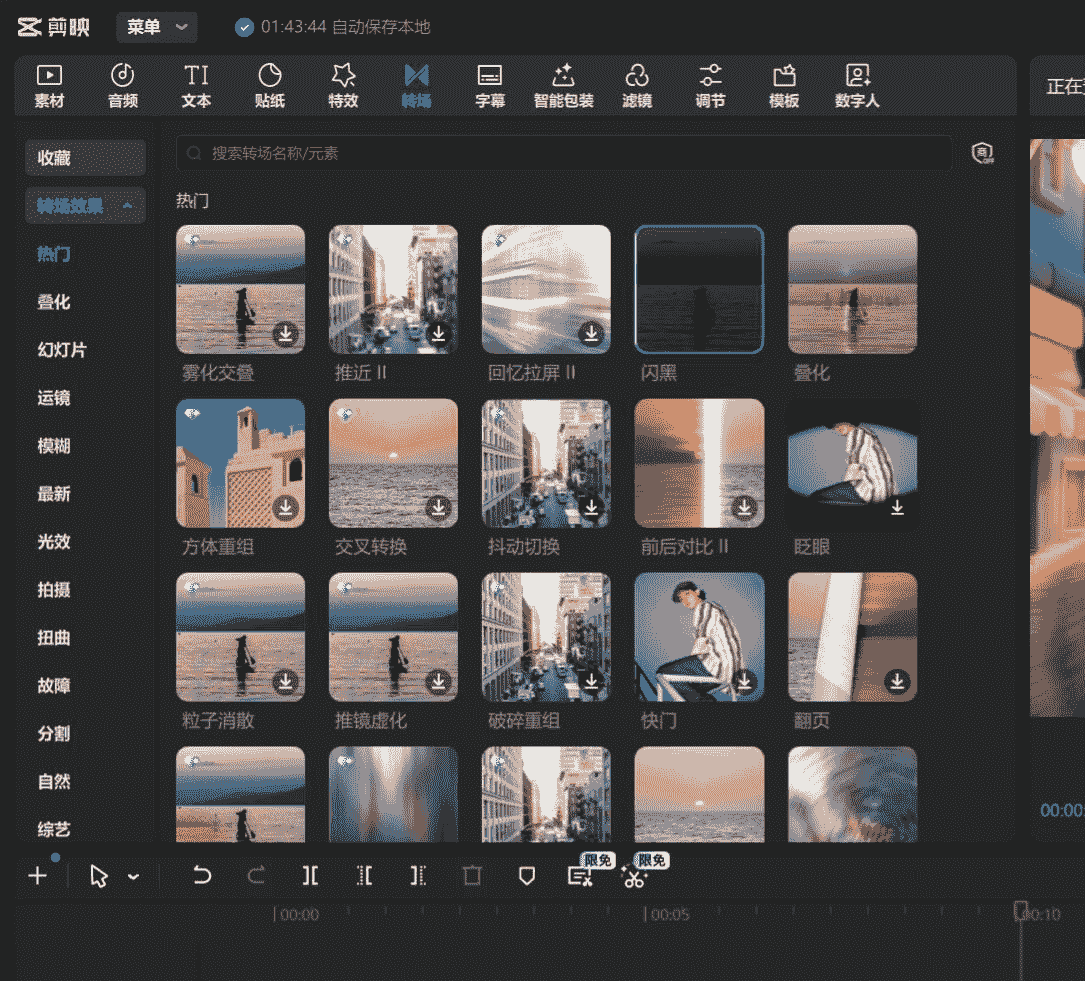 剪映
菜单
01:43:44 自动保存本地
素材 音频 TI 文本 贴纸 特效 转场 字幕 智能包装 滤镜 调节 模板 数字人
正在
收藏
搜索转场名称/元素
商 OFF
转场效果
热门
热门
叠化
幻灯片
运镜
模糊
最新
光效
拍摄
扭曲
故障
分割
自然
综艺
雾化交叠 推近 II 回忆拉屏 II 闪黑 叠化
方体重组 交叉转换 抖动切换 前后对比 II 眨眼
粒子消散 推镜虚化 破碎重组 快门 翻页
00:00
限免 限免
00:00 00:05 00:10